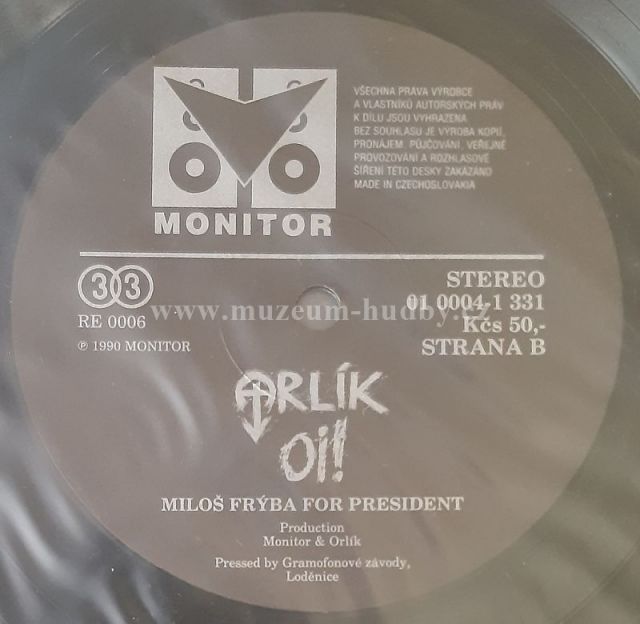 VŠECHNA PRÁVA VÝROBCE
A VLASTNÍKŮ AUTORSKÝCH PRÁV
K DÍLU JSOU VYHRAZENA
BEZ SOUHLASU JE VÝROBA KOPIÍ,
PRONÁJEM, PŮJČOVÁNÍ, VEŘEJNÉ
PROVOZOVÁNÍ A ROZHLASOVÉ
ŠÍŘENÍ TÉTO DESKY ZAKÁZÁNO
MADE IN CZECHOSLOVAKIA
MONITOR
33
RE 0006
℗ 1990 MONITOR
STEREO
01 0004-1 331
Kčs 50,-
STRANA B
www.muzeum-hudby.cz
ORLÍK
Oi!
MILOŠ FRÝBA FOR PRESIDENT
Production
Monitor & Orlík
Pressed by Gramofonové závody,
Loděnice